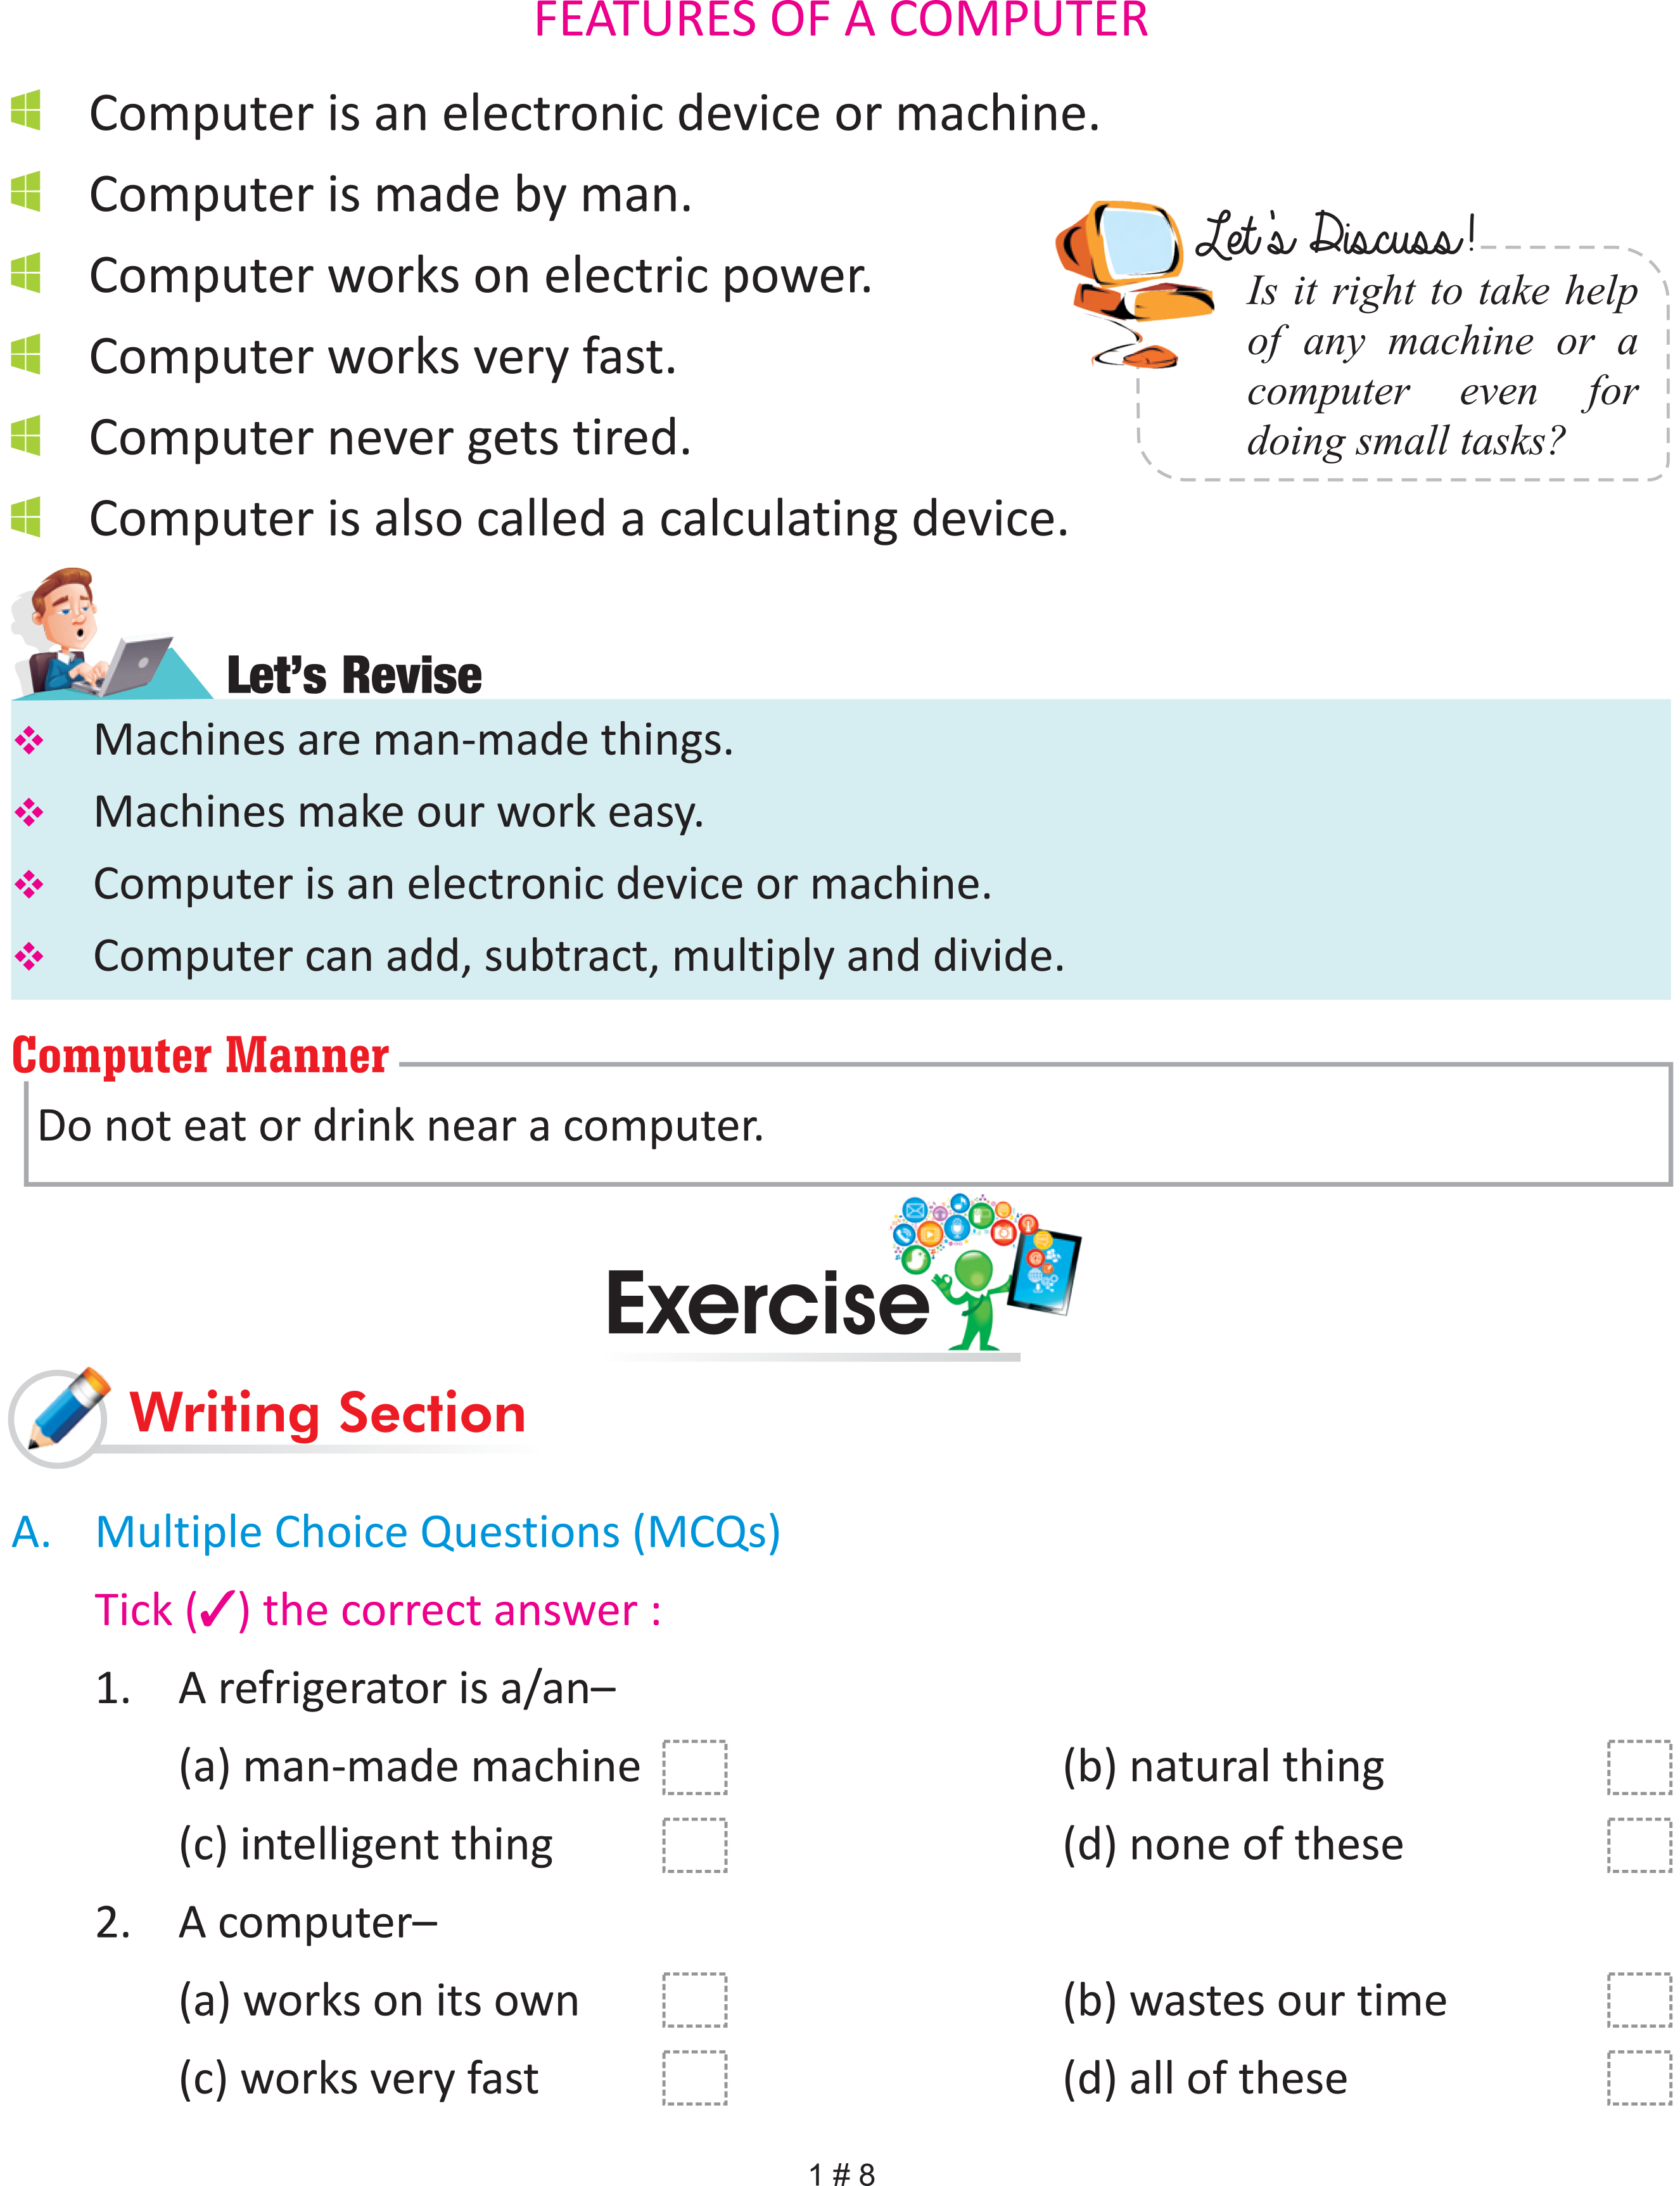 FEATURES OF A COMPUTER
Computer is an electronic device or machine.
Computer is made by man.
Computer works on electric power.
Computer works very fast.
Computer never gets tired.
Computer is also called a calculating device.
Let's Discuss!
Is it right to take help
of any machine or a
computer even for
doing small tasks?
Let's Revise
Machines are man-made things.
Machines make our work easy.
Computer is an electronic device or machine.
Computer can add, subtract, multiply and divide.
Computer Manner
Do not eat or drink near a computer.
Exercise
Writing Section
A. Multiple Choice Questions (MCQs)
Tick (✓) the correct answer :
1. A refrigerator is a/an–
(a) man-made machine (b) natural thing
(c) intelligent thing (d) none of these
2. A computer–
(a) works on its own (b) wastes our time
(c) works very fast (d) all of these
1 # 8